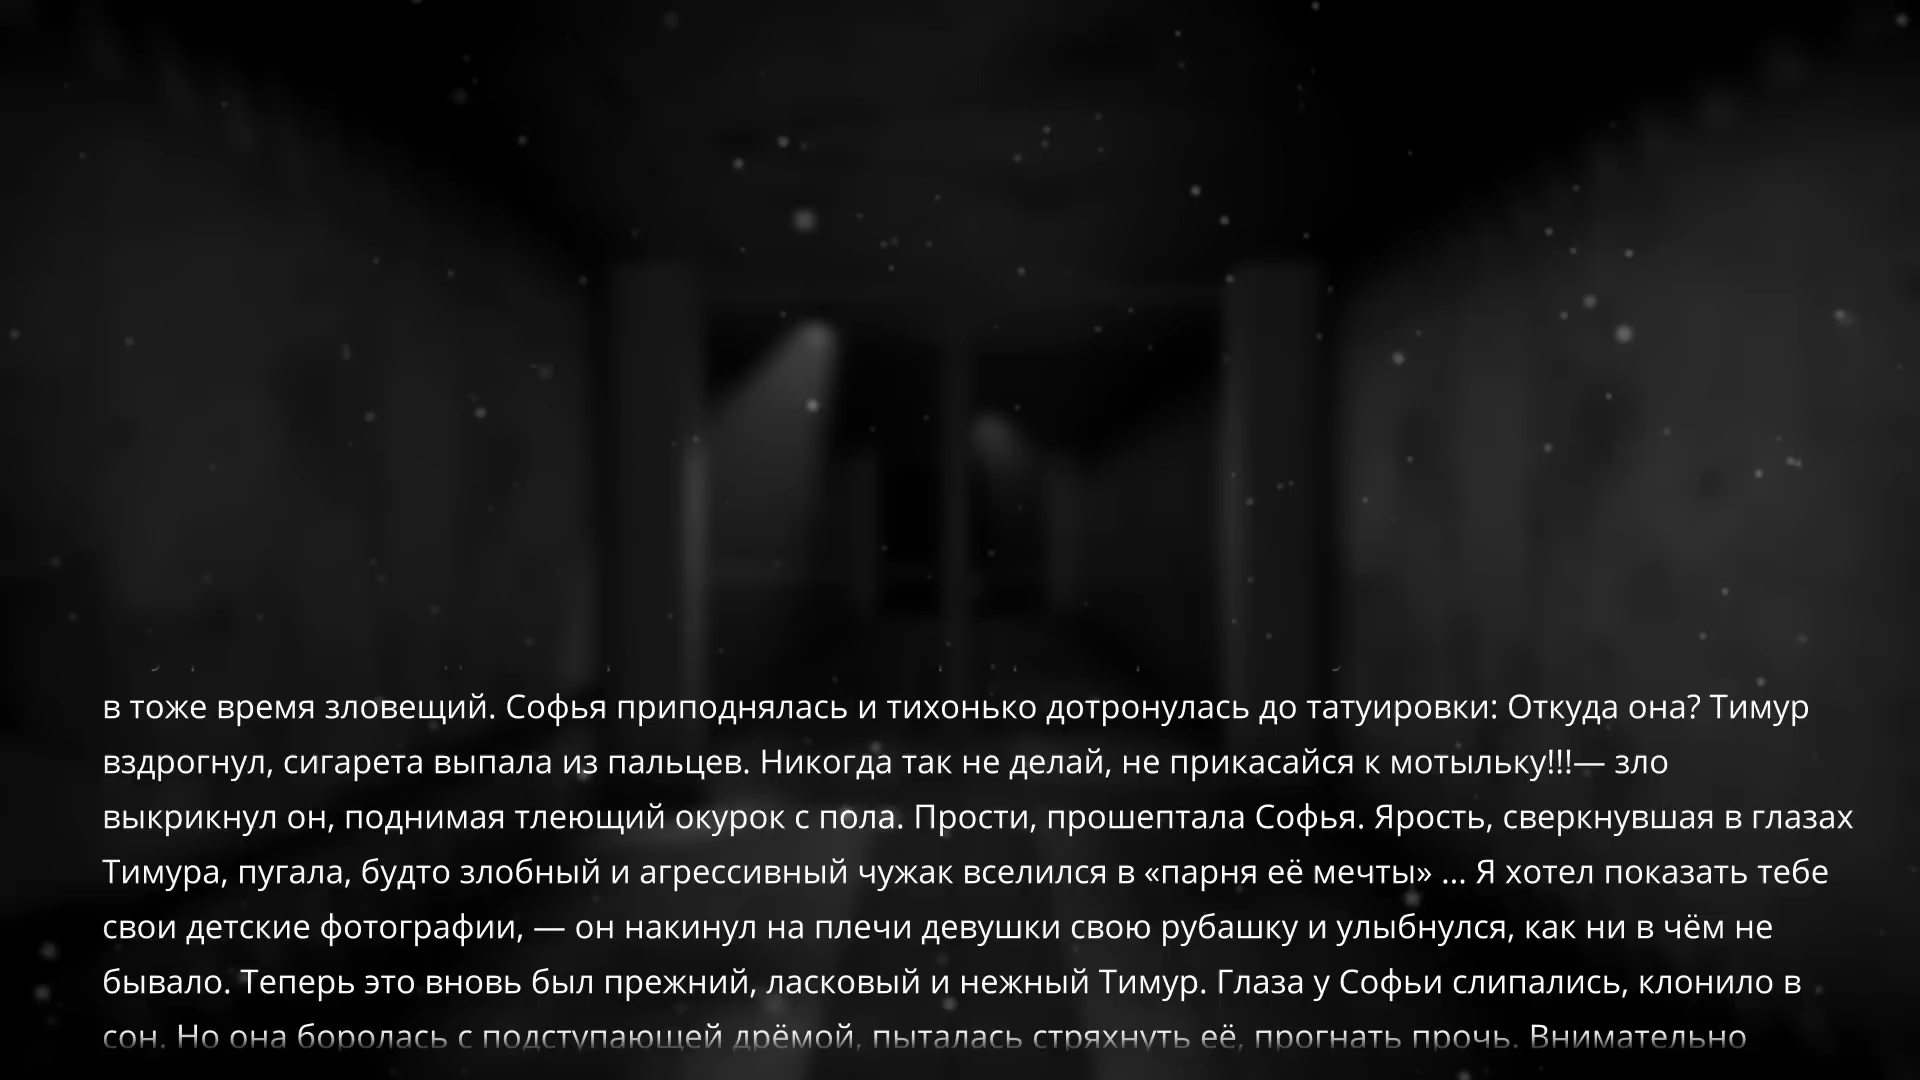 в тоже время зловещий. Софья приподнялась и тихонько дотронулась до татуировки: Откуда она? Тимур
вздрогнул, сигарета выпала из пальцев. Никогда так не делай, не прикасайся к мотыльку!!!— зло
выкрикнул он, поднимая тлеющий окурок с пола. Прости, прошептала Софья. Ярость, сверкнувшая в глазах
Тимура, пугала, будто злобный и агрессивный чужак вселился в «парня её мечты» ... Я хотел показать тебе
свои детские фотографии, — он накинул на плечи девушки свою рубашку и улыбнулся, как ни в чём не
бывало. Теперь это вновь был прежний, ласковый и нежный Тимур. Глаза у Софьи слипались, клонило в
сон. Но она боролась с подступающей дрёмой, пыталась стряхнуть её, прогнать прочь. Внимательно